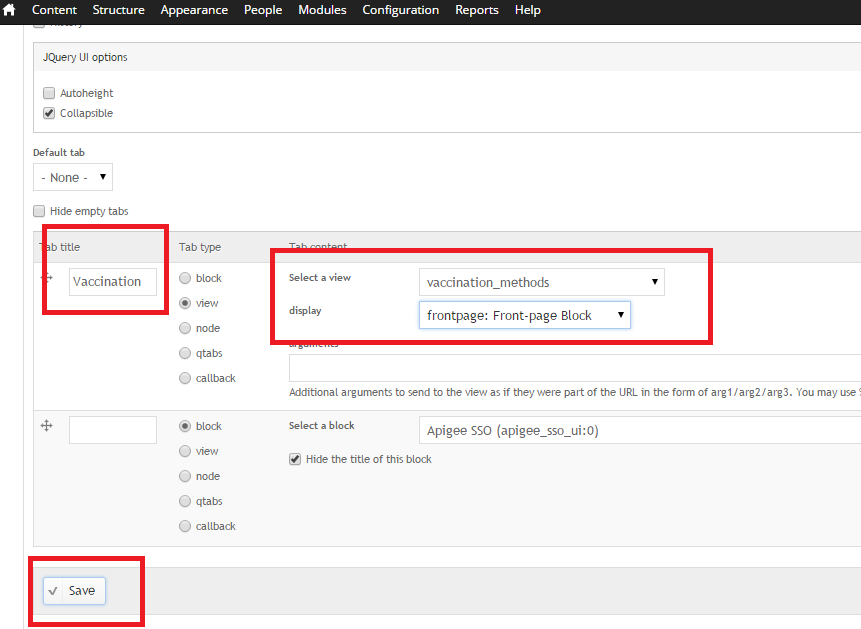 Content Structure Appearance People Modules Configuration Reports Help
History
JQuery UI options
Autoheight
Collapsible
Default tab
- None -
Hide empty tabs
Tab title Tab type Tab content
Vaccination block Select a view vaccination_methods
view display frontpage: Front-page Block
node
qtabs arguments
callback
Additional arguments to send to the view as if they were part of the URL in the form of arg1/arg2/arg3. You may use %
block Select a block Apigee SSO (apigee_sso_ui:0)
view Hide the title of this block
node
qtabs
callback
Save